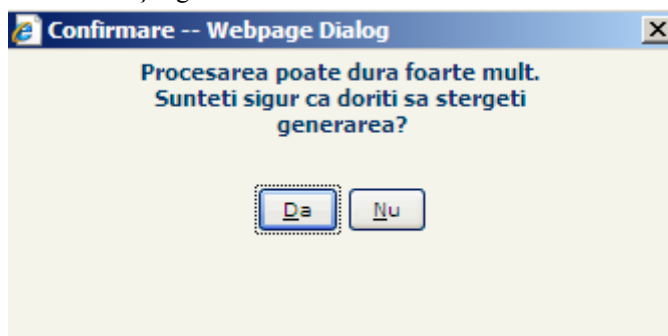 Confirmare -- Webpage Dialog
Procesarea poate dura foarte mult.
Sunteti sigur ca doriti sa stergeti
generarea?
Da Nu